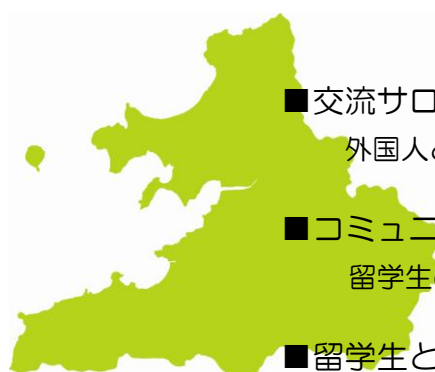 ■交流サロ
外国人
■コミュニ
留学生
■留学生と